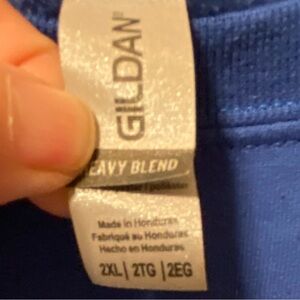 GILDAN®
EAVY BLEND
Made in Honduras
Fabriqué au Honduras
Hecho en Honduras
2XL | 2TG | 2EG